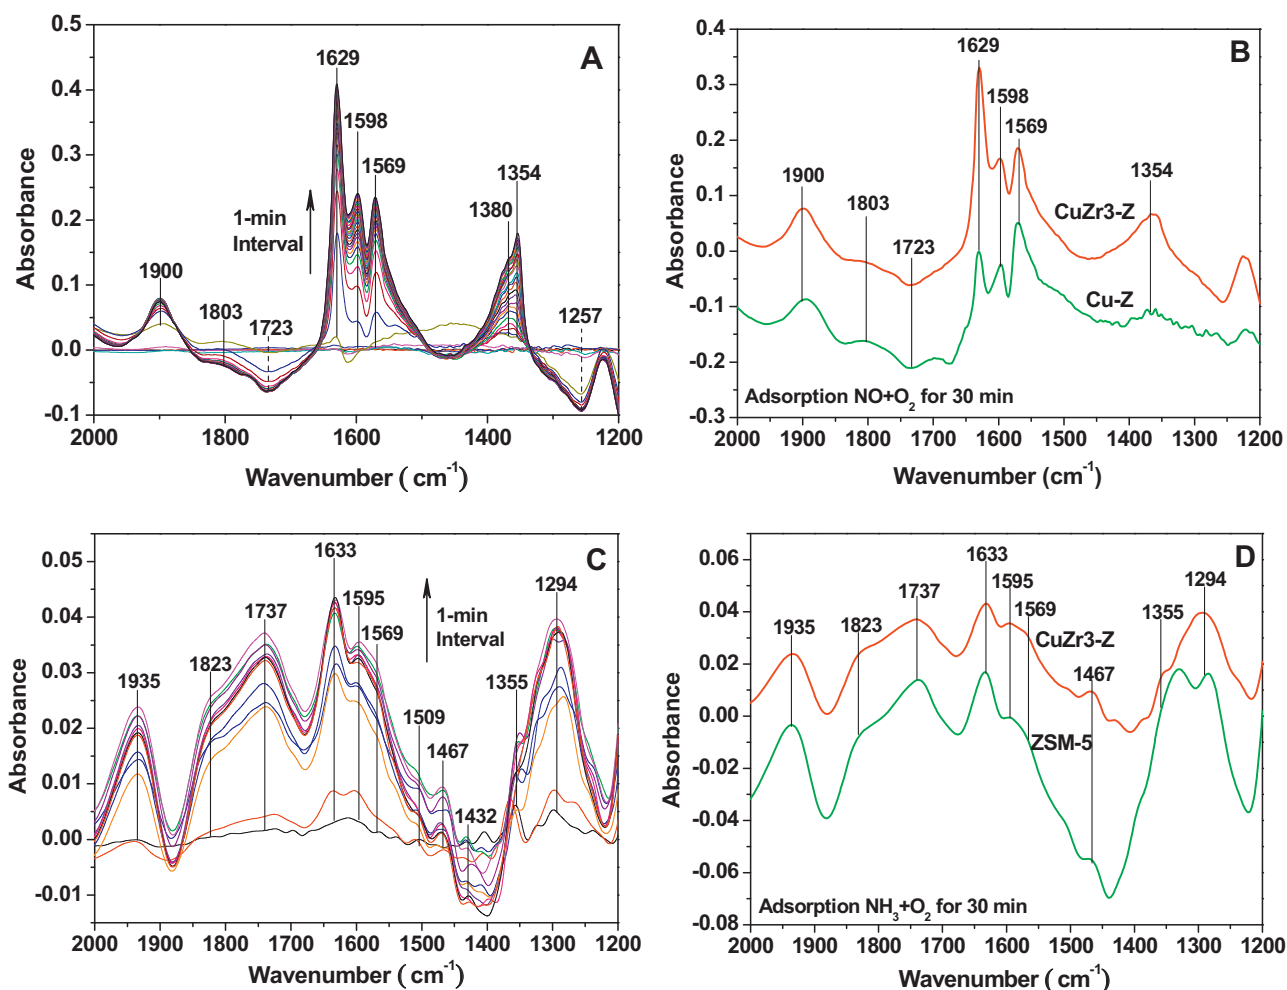 A
0.5
0.4
0.3
0.2
0.1
0.0
-0.1
Absorbance
1629
1598
1569
1354
1380
1900
1803
1723
1257
1-min
Interval
2000 1800 1600 1400 1200
Wavenumber ( cm⁻¹)
B
0.4
0.3
0.2
0.1
0.0
-0.1
-0.2
-0.3
Absorbance
1629
1598
1569
1900
1803
1723
1354
CuZr3-Z
Cu-Z
Adsorption NO+O₂ for 30 min
2000 1900 1800 1700 1600 1500 1400 1300 1200
Wavenumber (cm⁻¹)
C
0.05
0.04
0.03
0.02
0.01
0.00
-0.01
Absorbance
1633
1595
1569
1737
1823
1935
1-min
Interval
1294
1355
1509
1467
1432
2000 1900 1800 1700 1600 1500 1400 1300 1200
Wavenumber ( cm⁻¹)
D
0.06
0.04
0.02
0.00
-0.02
-0.04
-0.06
-0.08
Absorbance
1633
1595
1569
1737
1823
1935
1294
1355
CuZr3-Z
1467
ZSM-5
Adsorption NH₃+O₂ for 30 min
2000 1900 1800 1700 1600 1500 1400 1300 1200
Wavenumber ( cm⁻¹)